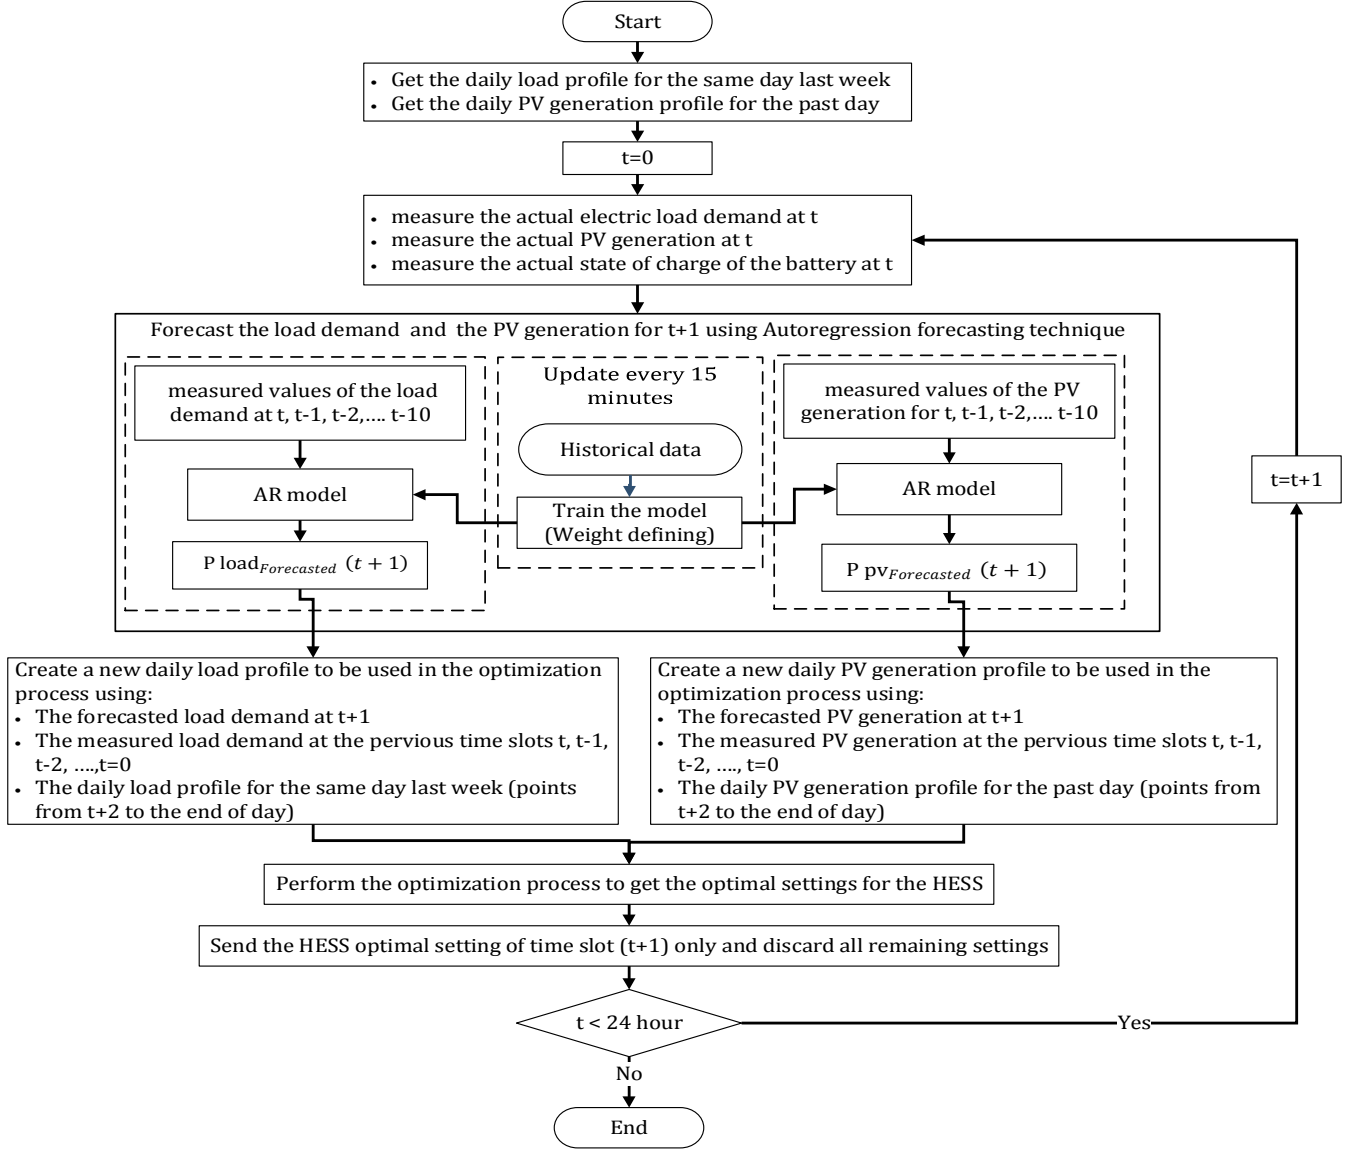 Start
• Get the daily load profile for the same day last week
• Get the daily PV generation profile for the past day
t=0
• measure the actual electric load demand at t
• measure the actual PV generation at t
• measure the actual state of charge of the battery at t
Forecast the load demand and the PV generation for t+1 using Autoregression forecasting technique
measured values of the load
demand at t, t-1, t-2,.... t-10
AR model
P load_Forecasted (t + 1)
Update every 15
minutes
Historical data
Train the model
(Weight defining)
measured values of the PV
generation for t, t-1, t-2,.... t-10
AR model
P pv_Forecasted (t + 1)
t=t+1
Create a new daily load profile to be used in the optimization
process using:
• The forecasted load demand at t+1
• The measured load demand at the pervious time slots t, t-1,
t-2, ....,t=0
• The daily load profile for the same day last week (points
from t+2 to the end of day)
Create a new daily PV generation profile to be used in the
optimization process using:
• The forecasted PV generation at t+1
• The measured PV generation at the pervious time slots t, t-1,
t-2, ...., t=0
• The daily PV generation profile for the past day (points from
t+2 to the end of day)
Perform the optimization process to get the optimal settings for the HESS
Send the HESS optimal setting of time slot (t+1) only and discard all remaining settings
t < 24 hour
Yes
No
End